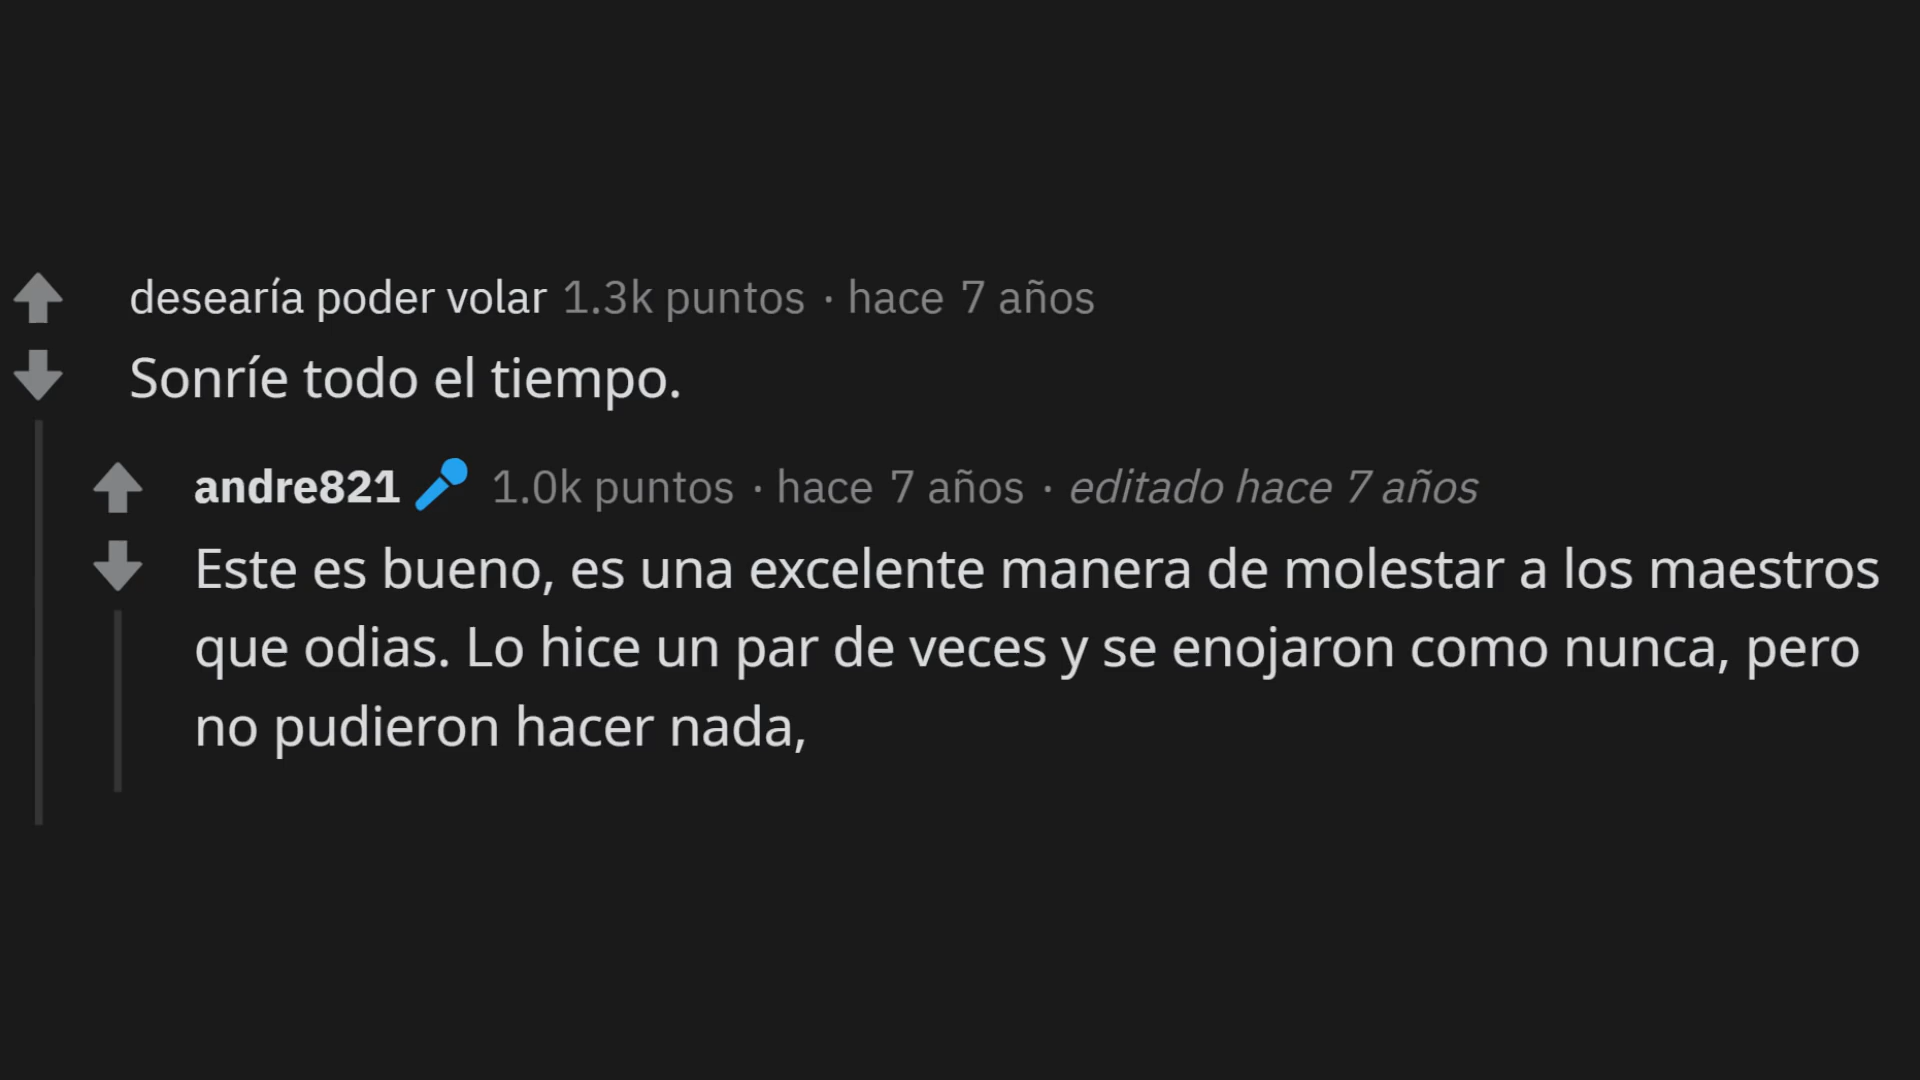 desearía poder volar 1.3k puntos · hace 7 años
Sonríe todo el tiempo.
andre821 1.0k puntos · hace 7 años · editado hace 7 años
Este es bueno, es una excelente manera de molestar a los maestros
que odias. Lo hice un par de veces y se enojaron como nunca, pero
no pudieron hacer nada,